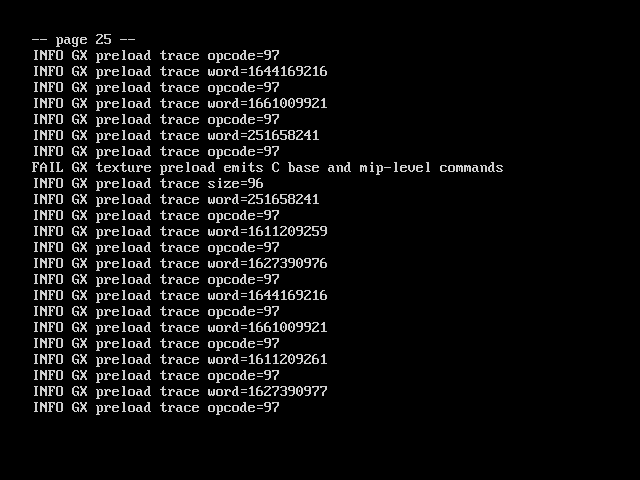 -- page 25 --
INFO GX preload trace opcode=97
INFO GX preload trace word=1644169216
INFO GX preload trace opcode=97
INFO GX preload trace word=1661009921
INFO GX preload trace opcode=97
INFO GX preload trace word=251658241
INFO GX preload trace opcode=97
FAIL GX texture preload emits C base and mip-level commands
INFO GX preload trace size=96
INFO GX preload trace word=251658241
INFO GX preload trace opcode=97
INFO GX preload trace word=1611209259
INFO GX preload trace opcode=97
INFO GX preload trace word=1627390976
INFO GX preload trace opcode=97
INFO GX preload trace word=1644169216
INFO GX preload trace opcode=97
INFO GX preload trace word=1661009921
INFO GX preload trace opcode=97
INFO GX preload trace word=1611209261
INFO GX preload trace opcode=97
INFO GX preload trace word=1627390977
INFO GX preload trace opcode=97